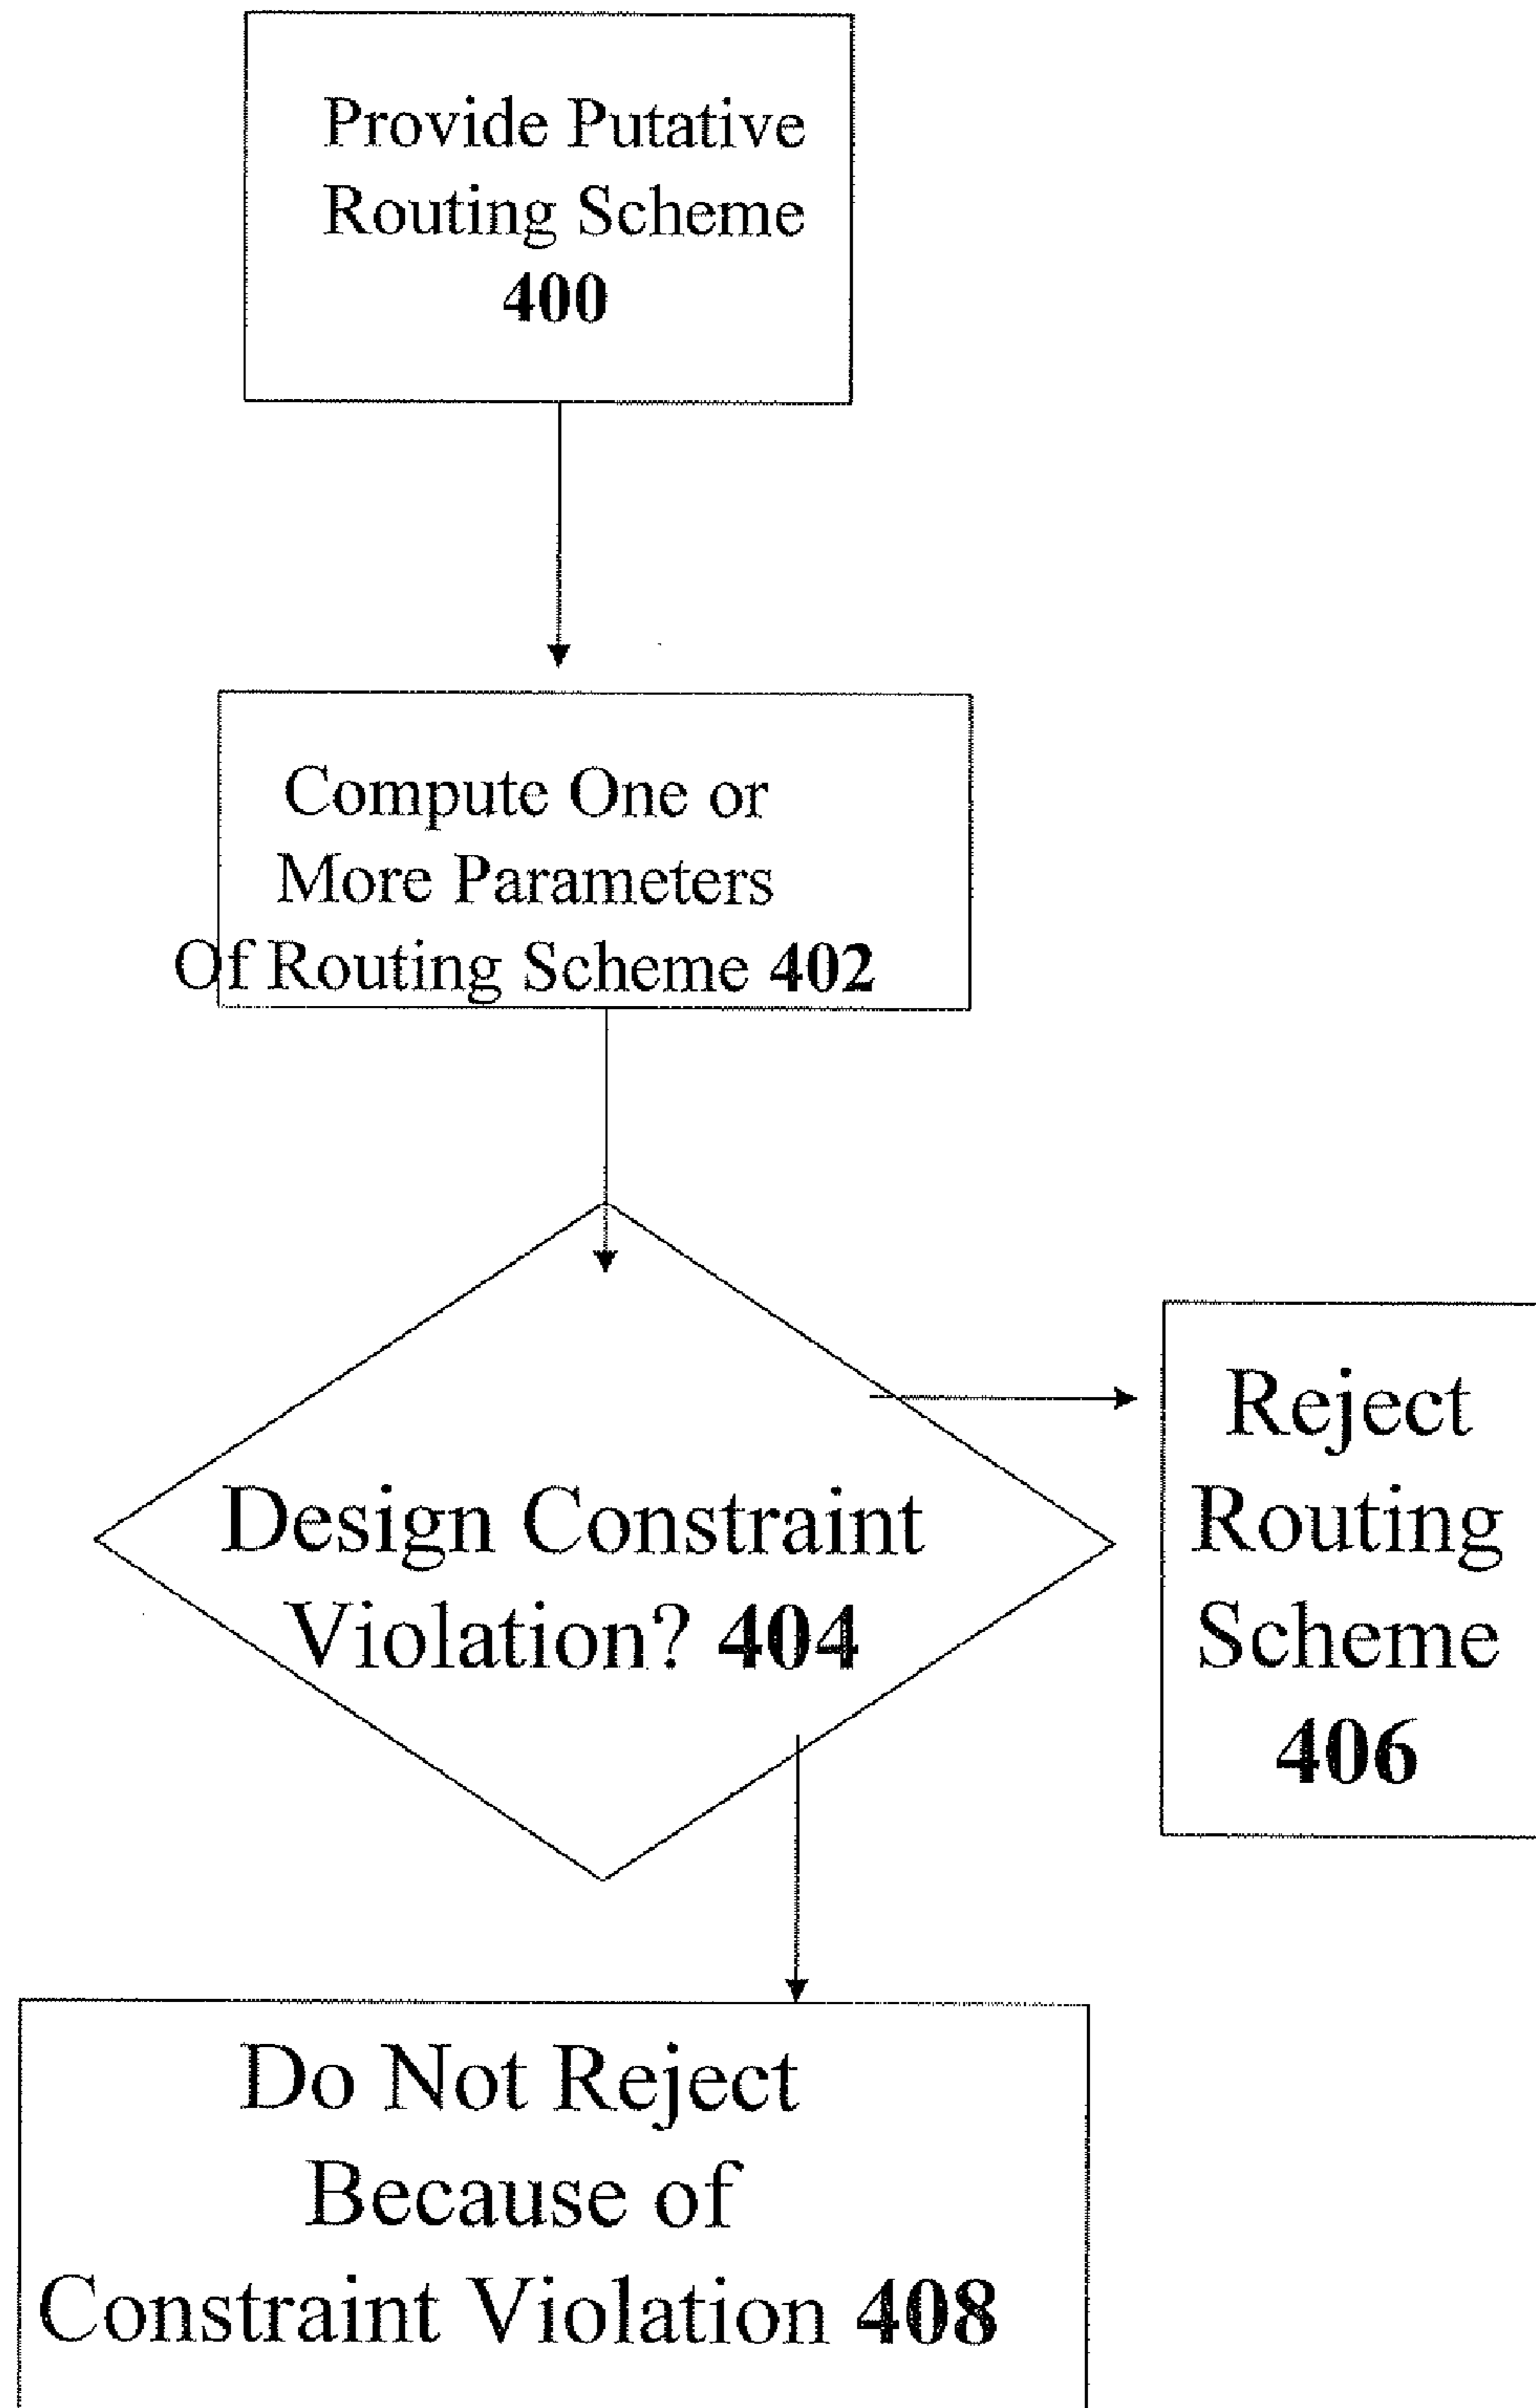 Provide Putative
Routing Scheme
400
Compute One or
More Parameters
Of Routing Scheme 402
Design Constraint
Violation? 404
Reject
Routing
Scheme
406
Do Not Reject
Because of
Constraint Violation 408